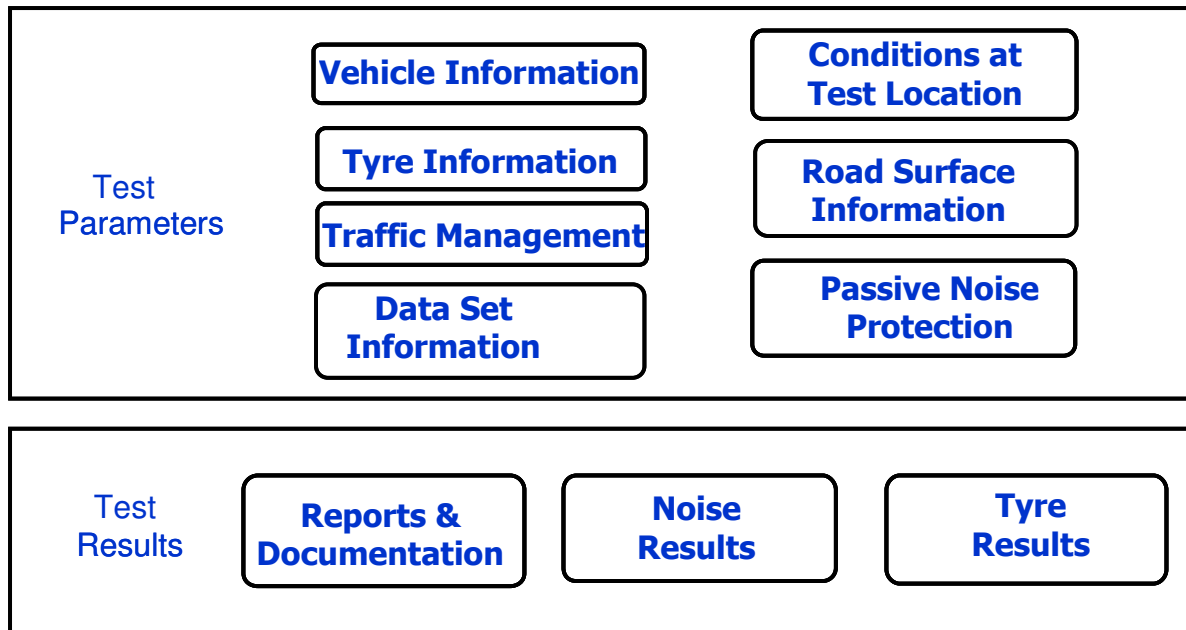 Test
Parameters
Vehicle Information
Tyre Information
Traffic Management
Data Set
Information
Conditions at
Test Location
Road Surface
Information
Passive Noise
Protection
Test
Results
Reports &
Documentation
Noise
Results
Tyre
Results